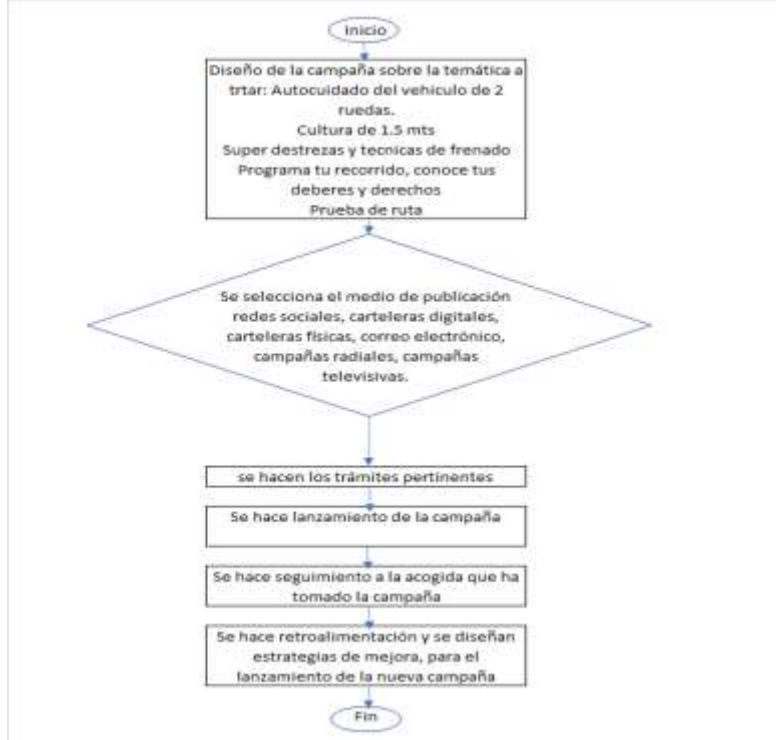 Inicio
Diseño de la campaña sobre la temática a
trtar: Autocuidado del vehiculo de 2
ruedas.
Cultura de 1.5 mts
Super destrezas y tecnicas de frenado
Programa tu recorrido, conoce tus
deberes y derechos
Prueba de ruta
Se selecciona el medio de publicación
redes sociales, carteleras digitales,
carteleras físicas, correo electrónico,
campañas radiales, campañas
televisivas.
se hacen los trámites pertinentes
Se hace lanzamiento de la campaña
Se hace seguimiento a la acogida que ha
tomado la campaña
Se hace retroalimentación y se diseñan
estrategias de mejora, para el
lanzamiento de la nueva campaña
Fin